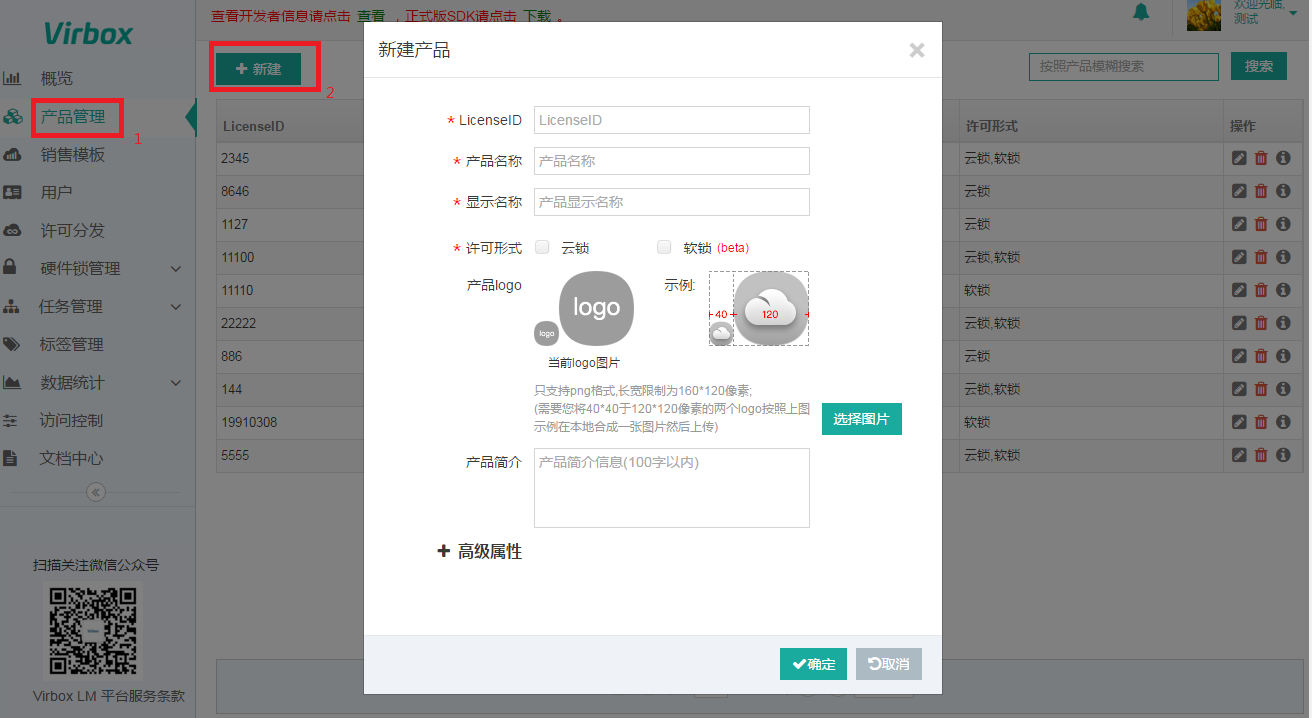 查看开发者信息请点击 查看 ，正式版SDK请点击 下载 。
欢迎光临,
测试
Virbox
概览
产品管理
1
销售模板
用户
许可分发
硬件锁管理
任务管理
标签管理
数据统计
访问控制
文档中心
扫描关注微信公众号
Virbox LM 平台服务条款
新建
2
按照产品模糊搜索
搜索
LicenseID
许可形式
操作
2345
云锁,软锁
8646
云锁
1127
云锁
11100
云锁,软锁
11110
软锁
22222
云锁,软锁
886
云锁
144
云锁,软锁
19910308
软锁
5555
云锁,软锁
新建产品
* LicenseID
LicenseID
* 产品名称
产品名称
* 显示名称
产品显示名称
* 许可形式 云锁 软锁 (beta)
产品logo
logo
logo
当前logo图片
示例:
40
120
只支持png格式,长宽限制为160*120像素;
(需要您将40*40于120*120像素的两个logo按照上图
示例在本地合成一张图片然后上传)
选择图片
产品简介
产品简介信息(100字以内)
高级属性
确定
取消